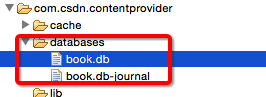 com.csdn.contentprovider
cache
databases
book.db
book.db-journal
lib